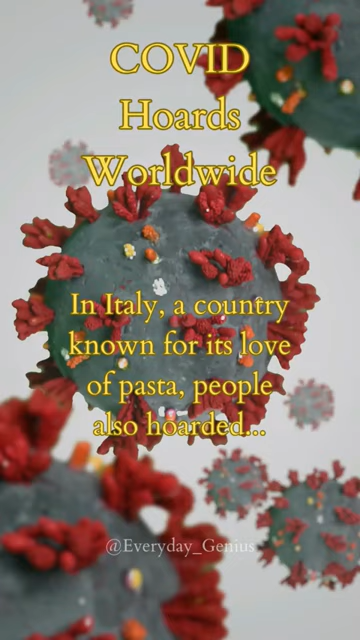 COVID
Hoards
Worldwide
In Italy, a country
known for its love
of pasta, people
also hoarded...
@Everyday_Genius